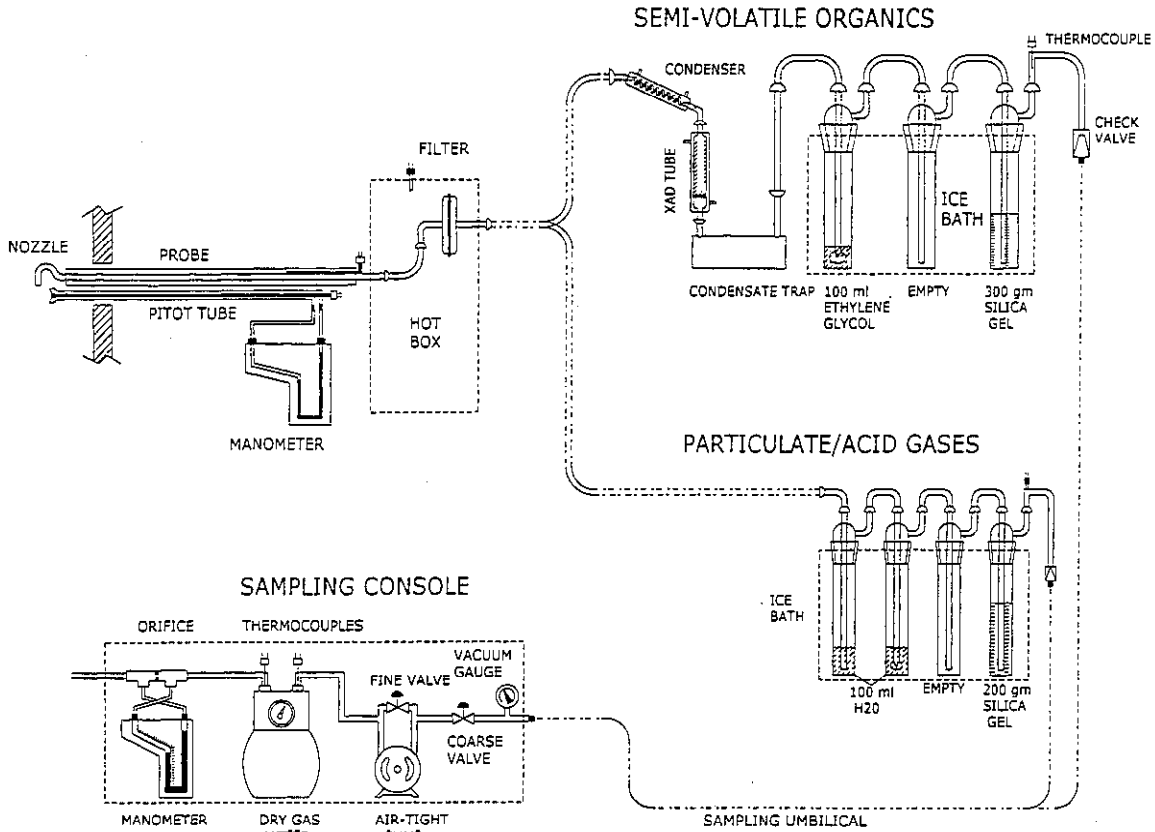 SEMI-VOLATILE ORGANICS
THERMOCOUPLE
CONDENSER
CHECK
VALVE
FILTER
XAD TUBE
ICE
BATH
NOZZLE
PROBE
PITOT TUBE
HOT
BOX
CONDENSATE TRAP
100 ml
ETHYLENE
GLYCOL
EMPTY
300 gm
SILICA
GEL
MANOMETER
PARTICULATE/ACID GASES
ICE
BATH
100 ml
H20
EMPTY
200 gm
SILICA
GEL
SAMPLING CONSOLE
ORIFICE
THERMOCOUPLES
VACUUM
GAUGE
FINE VALVE
COARSE
VALVE
MANOMETER
DRY GAS
AIR-TIGHT
SAMPLING UMBILICAL